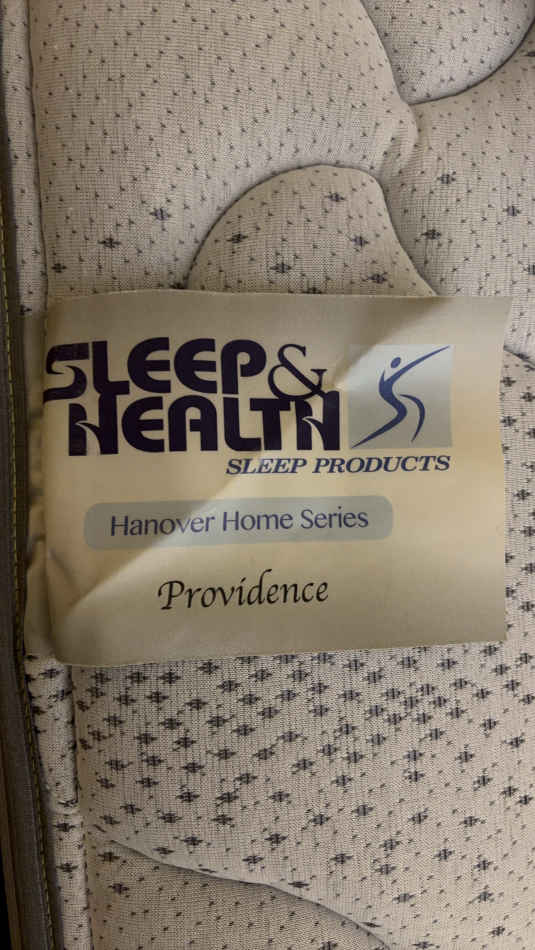 SLEEP &
HEALTH
SLEEP PRODUCTS
Hanover Home Series
Providence